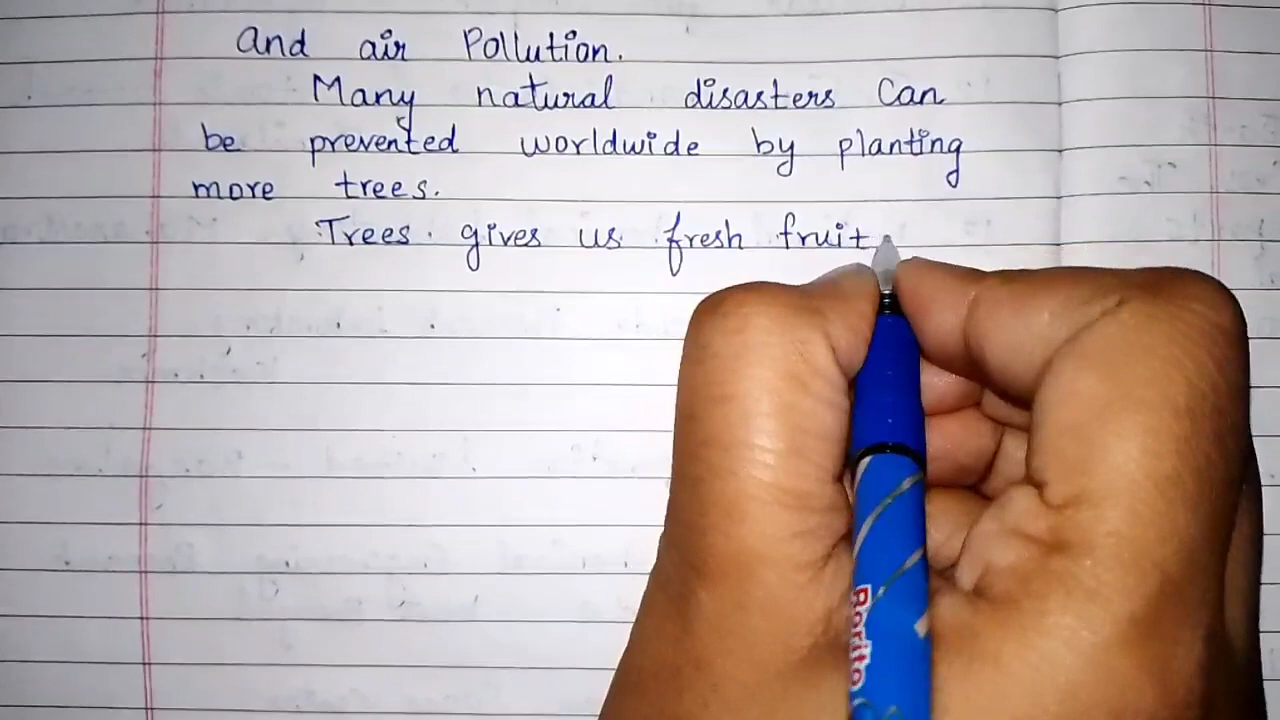 and air Pollution.
Many natural disasters can
be prevented worldwide by planting
more trees.
Trees gives us fresh fruit
Rorito